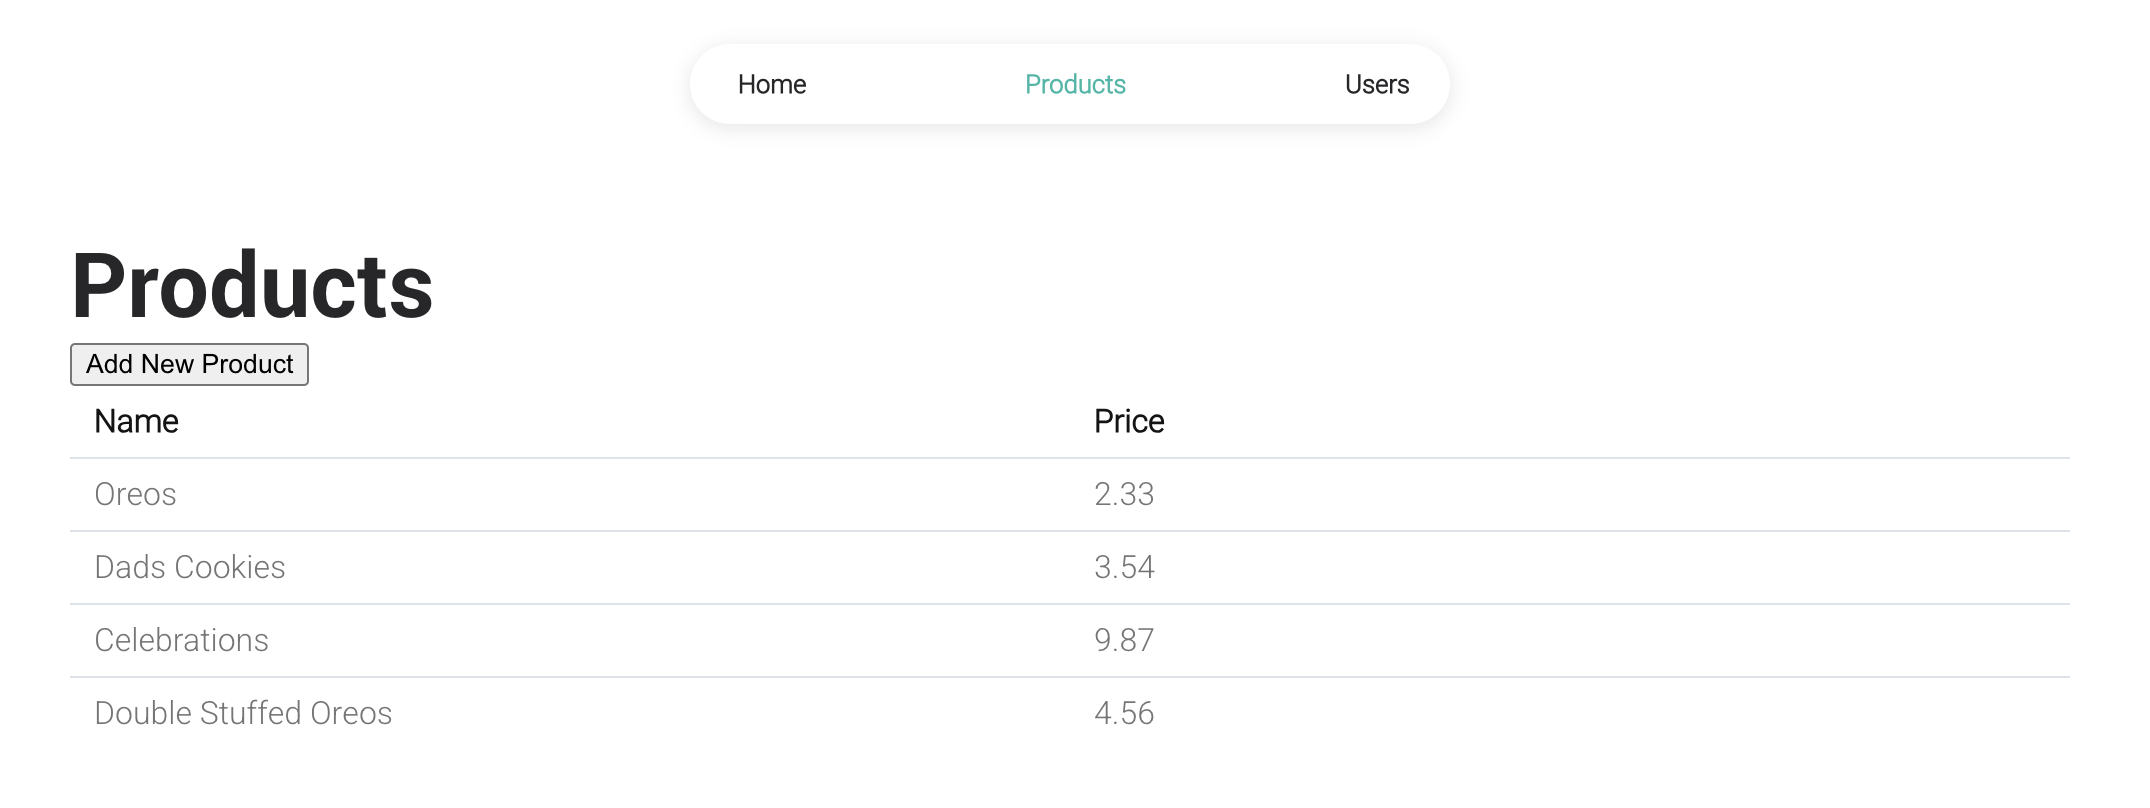 Home Products Users
Products
Add New Product
Name Price
Oreos 2.33
Dads Cookies 3.54
Celebrations 9.87
Double Stuffed Oreos 4.56